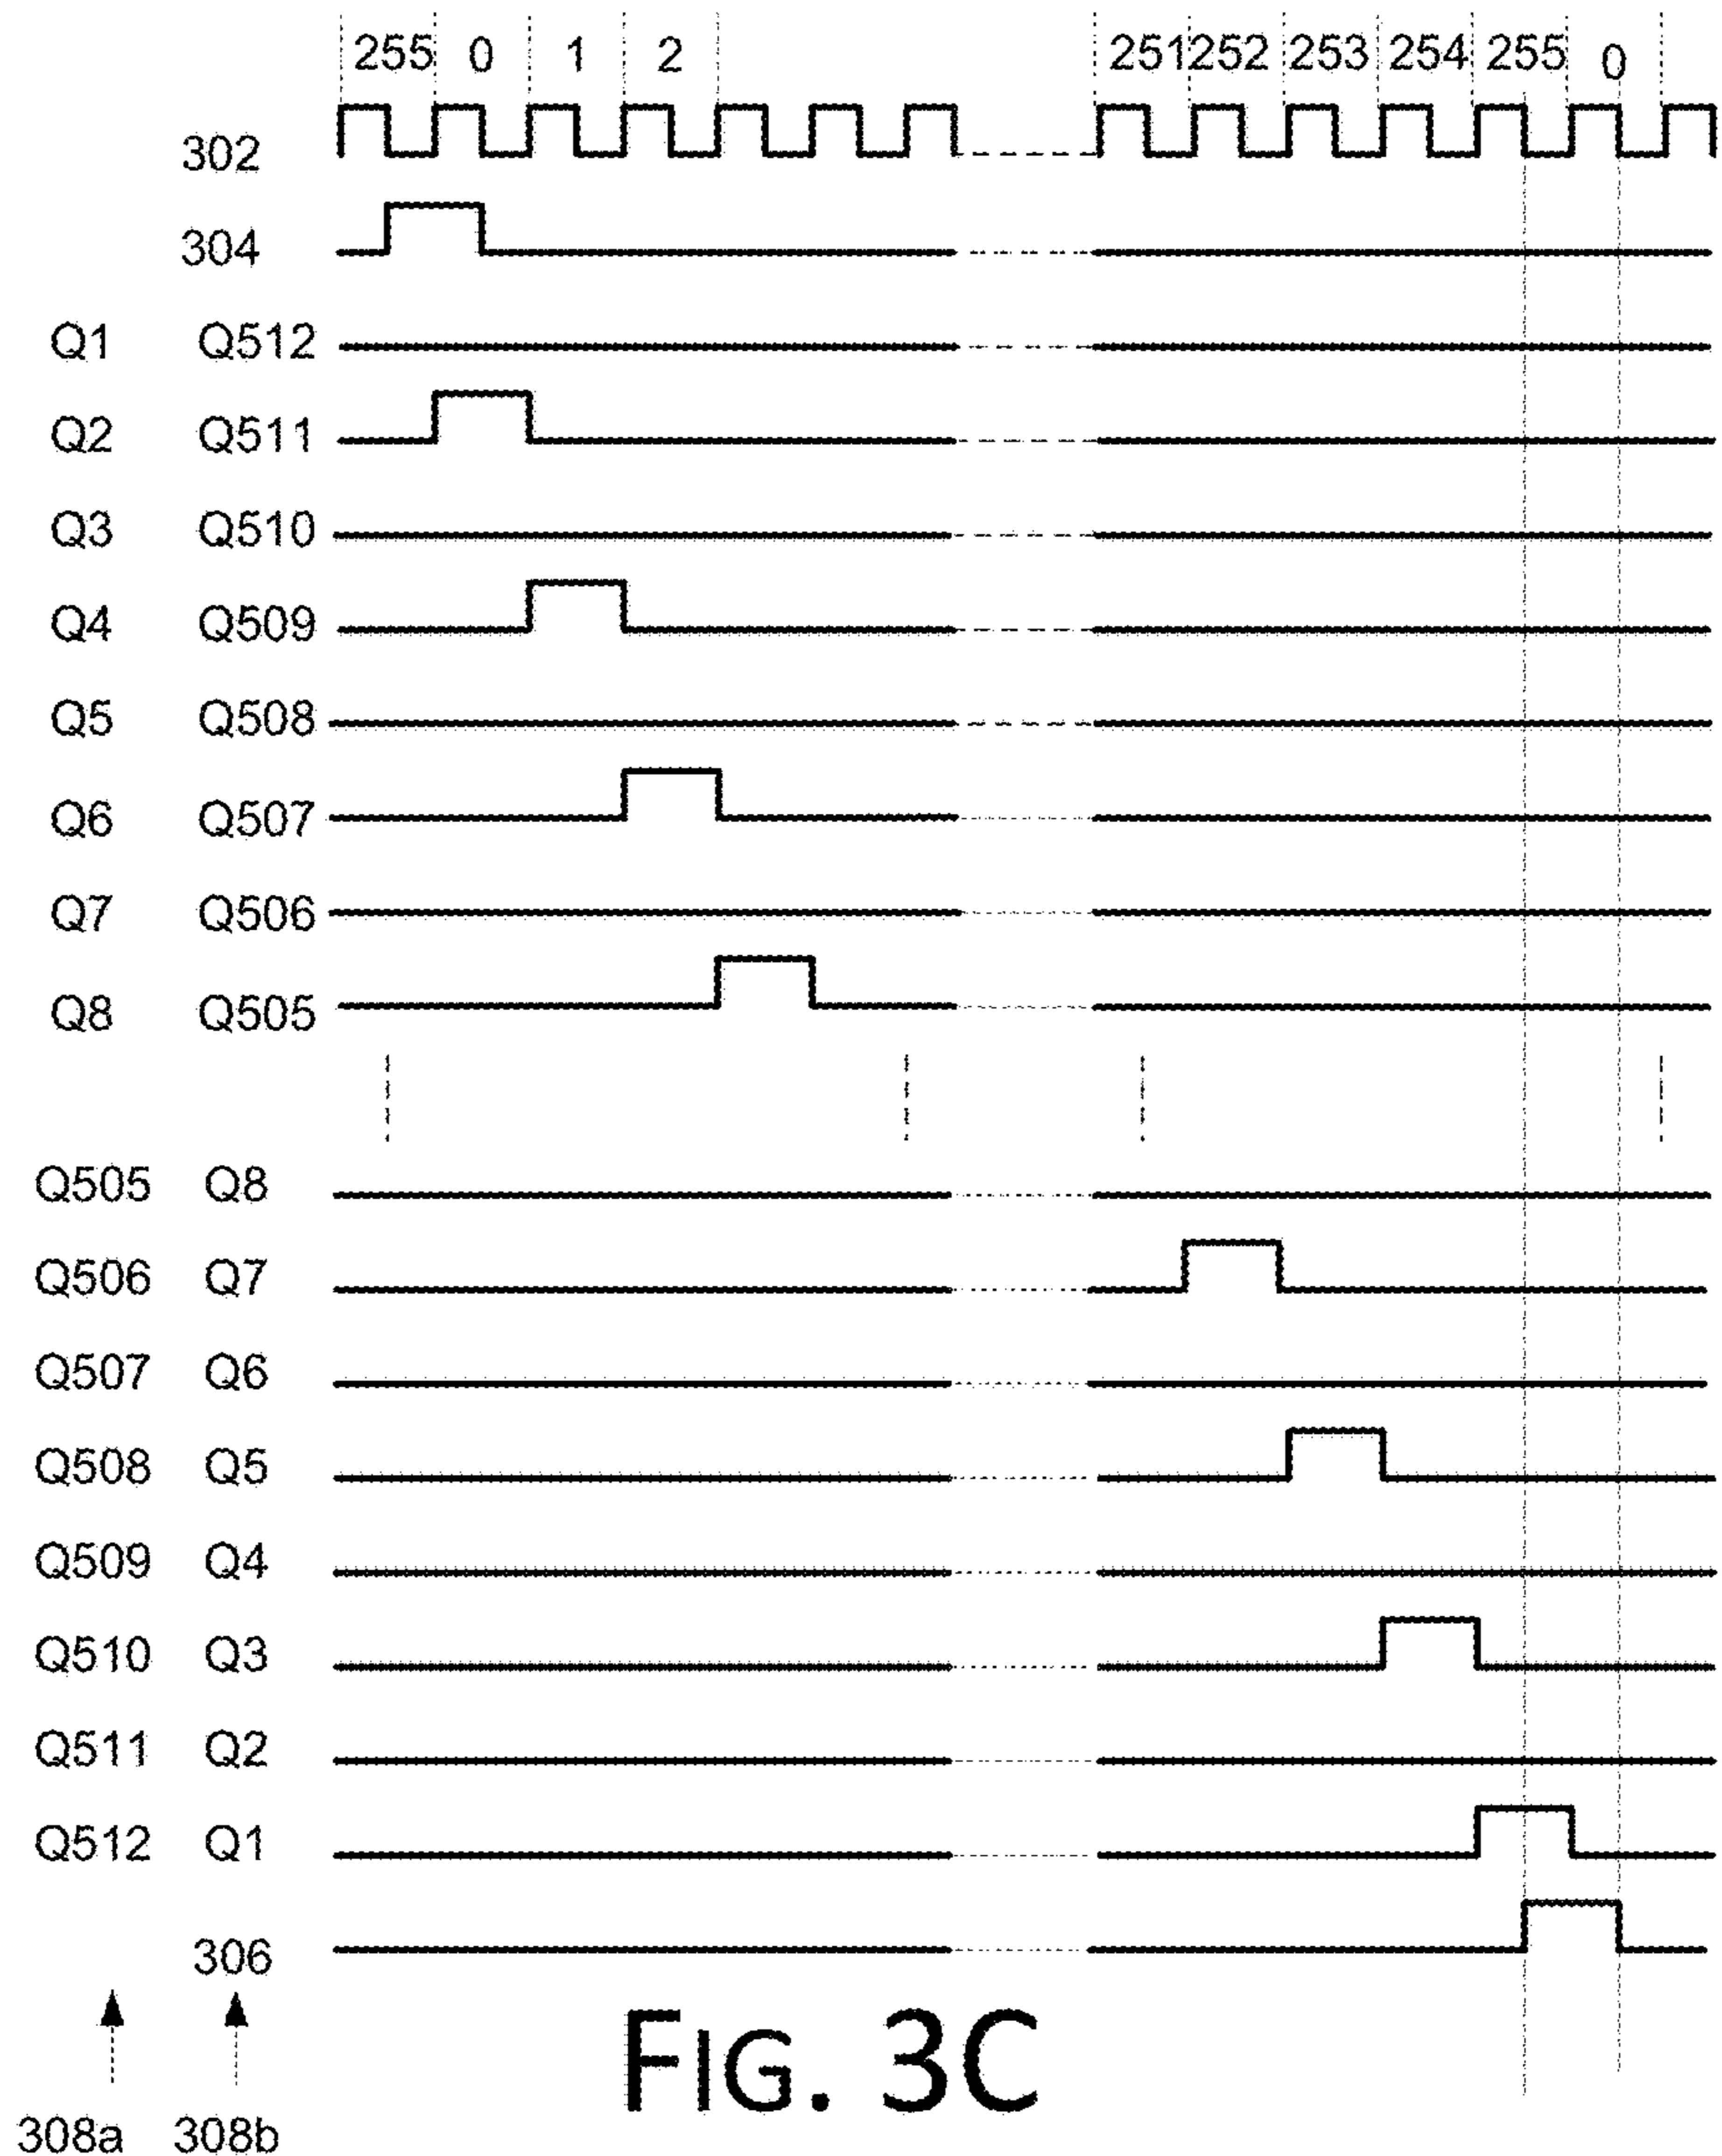 255 0 1 2 251 252 253 254 255 0
302
304
Q1 Q512
Q2 Q511
Q3 Q510
Q4 Q509
Q5 Q508
Q6 Q507
Q7 Q506
Q8 Q505
Q505 Q8
Q506 Q7
Q507 Q6
Q508 Q5
Q509 Q4
Q510 Q3
Q511 Q2
Q512 Q1
306
308a 308b
FIG. 3C